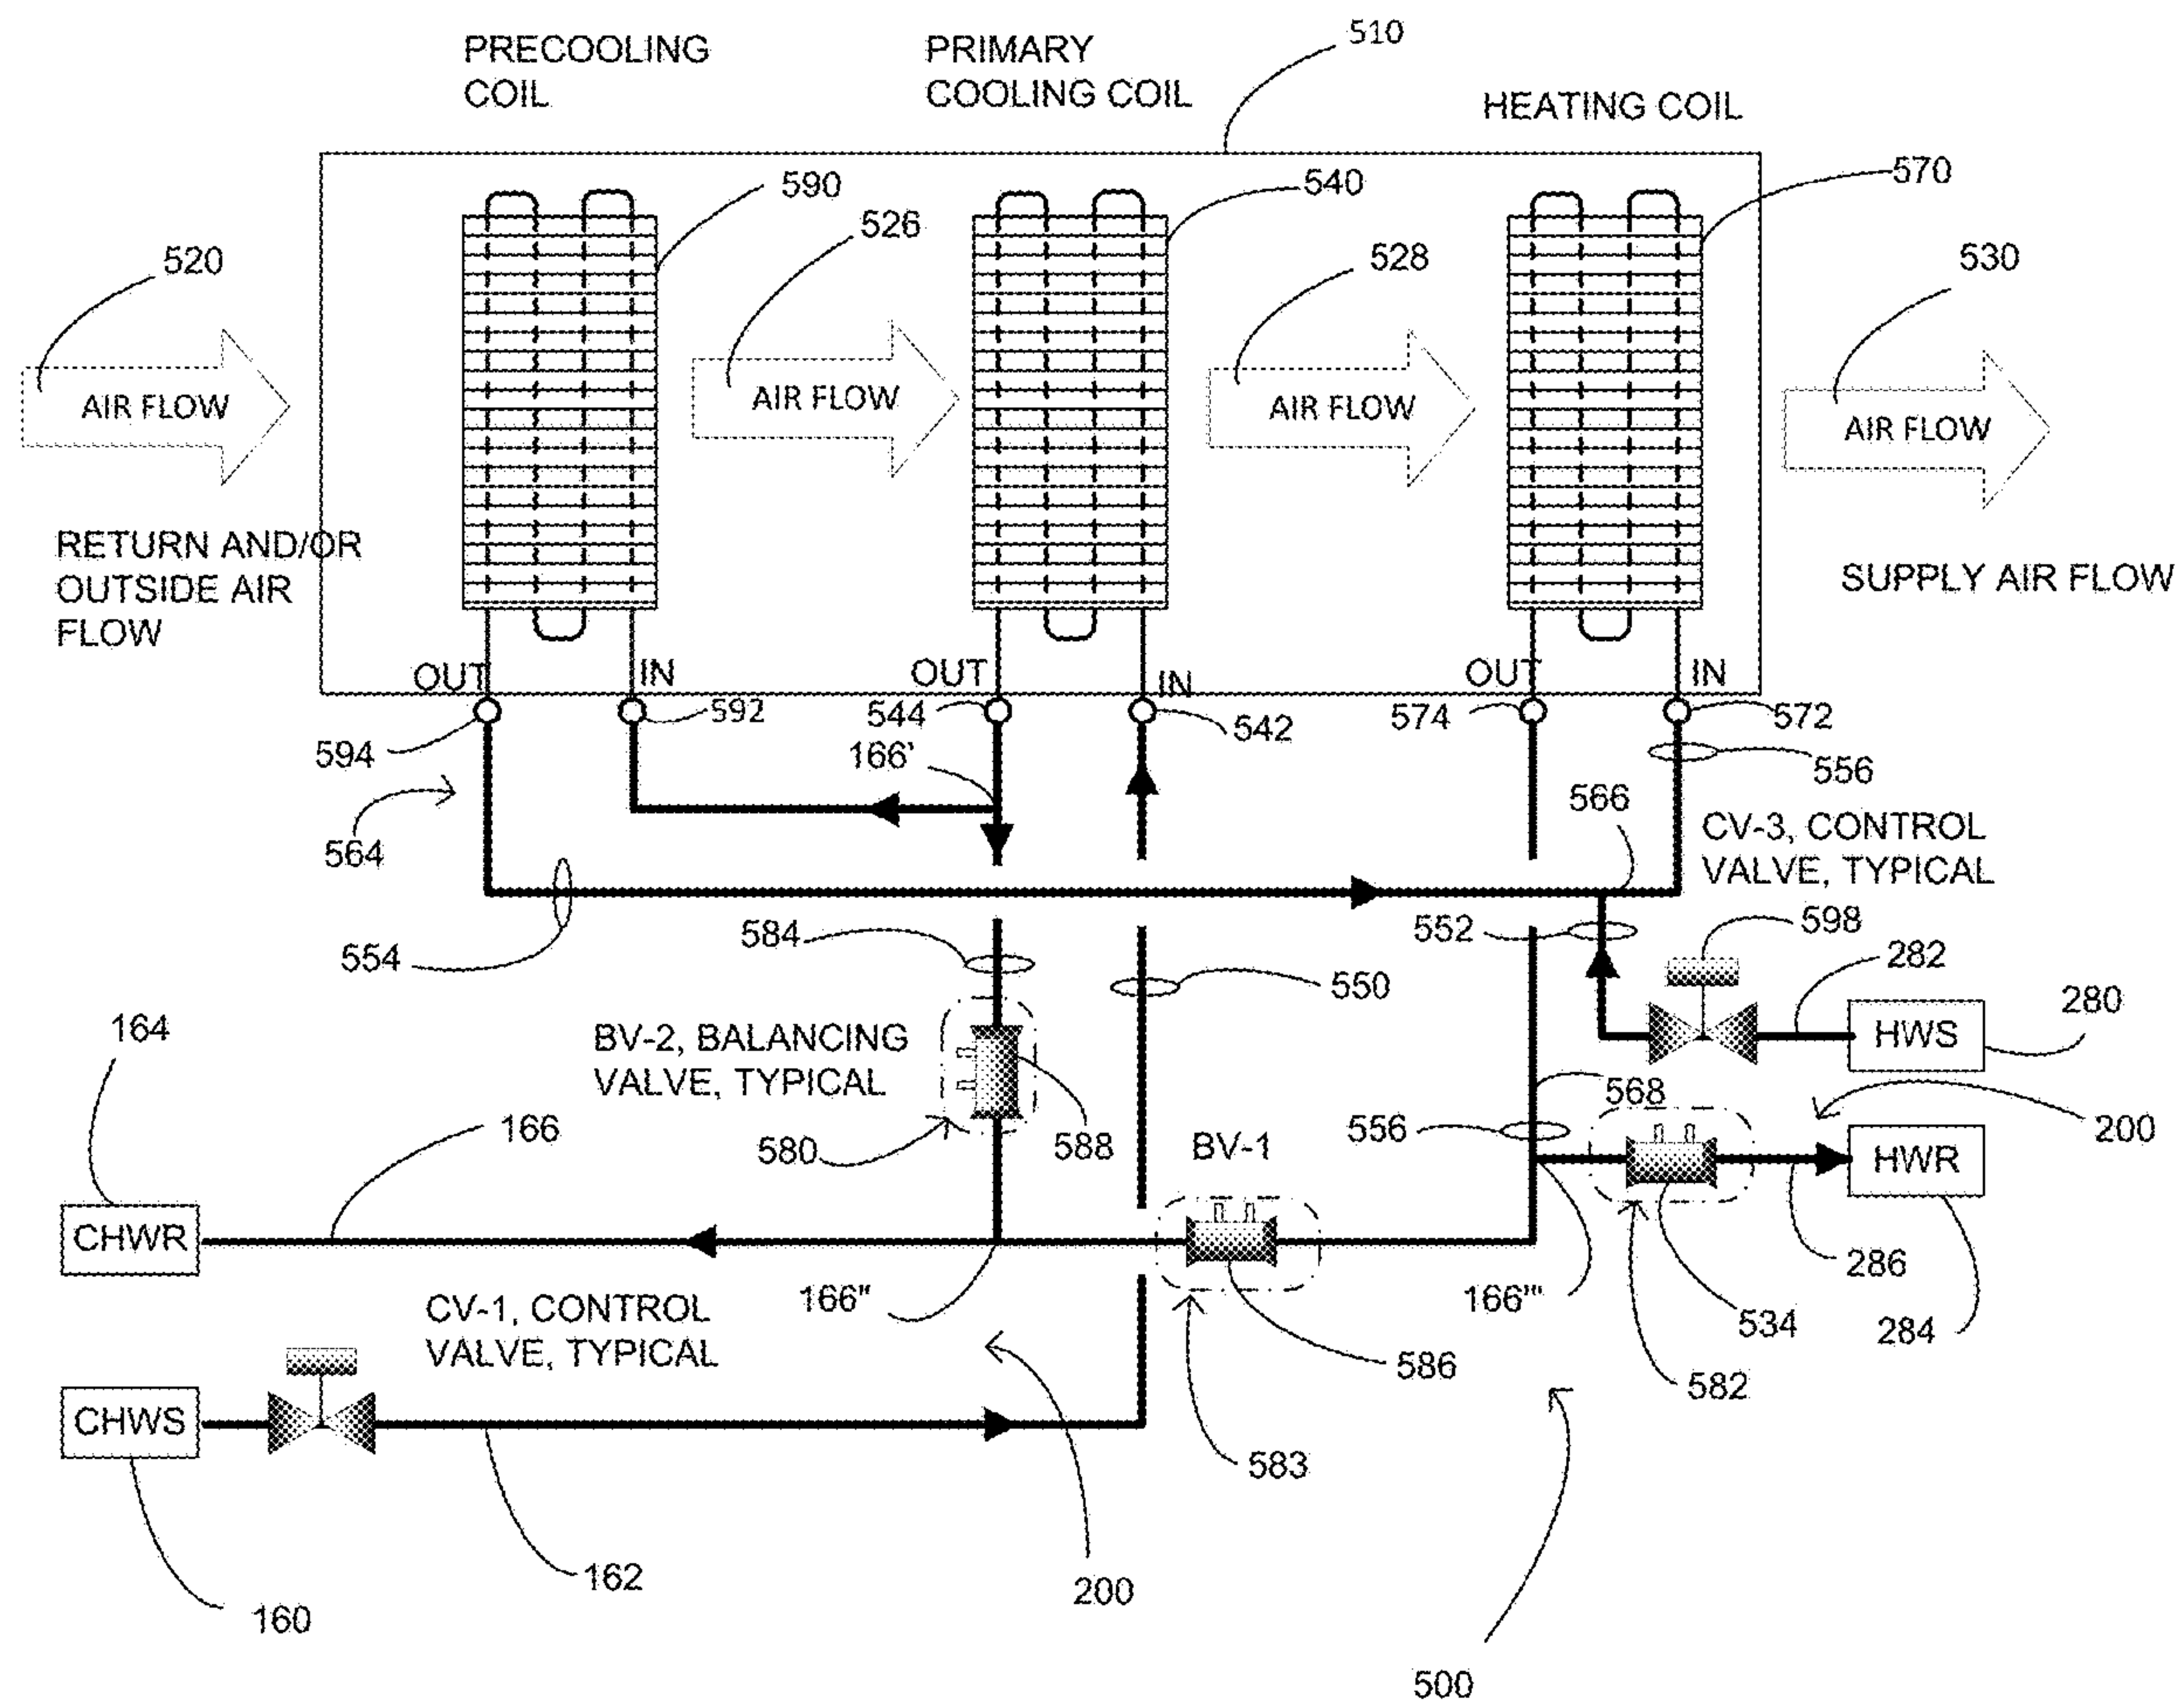 PRECOOLING
COIL
PRIMARY
COOLING COIL
510
HEATING COIL
590
540
570
526
520
528
530
AIR FLOW
AIR FLOW
AIR FLOW
AIR FLOW
RETURN AND/OR
OUTSIDE AIR
FLOW
SUPPLY AIR FLOW
OUT
IN
OUT
IN
OUT
IN
594
592
544
542
574
572
166'
556
564
566
CV-3, CONTROL
VALVE, TYPICAL
554
584
550
552
598
282
280
HWS
164
BV-2, BALANCING
VALVE, TYPICAL
166
580
588
BV-1
556
568
200
HWR
CHWR
166"
166'"
286
534
284
CV-1, CONTROL
VALVE, TYPICAL
586
582
CHWS
583
162
200
160
500